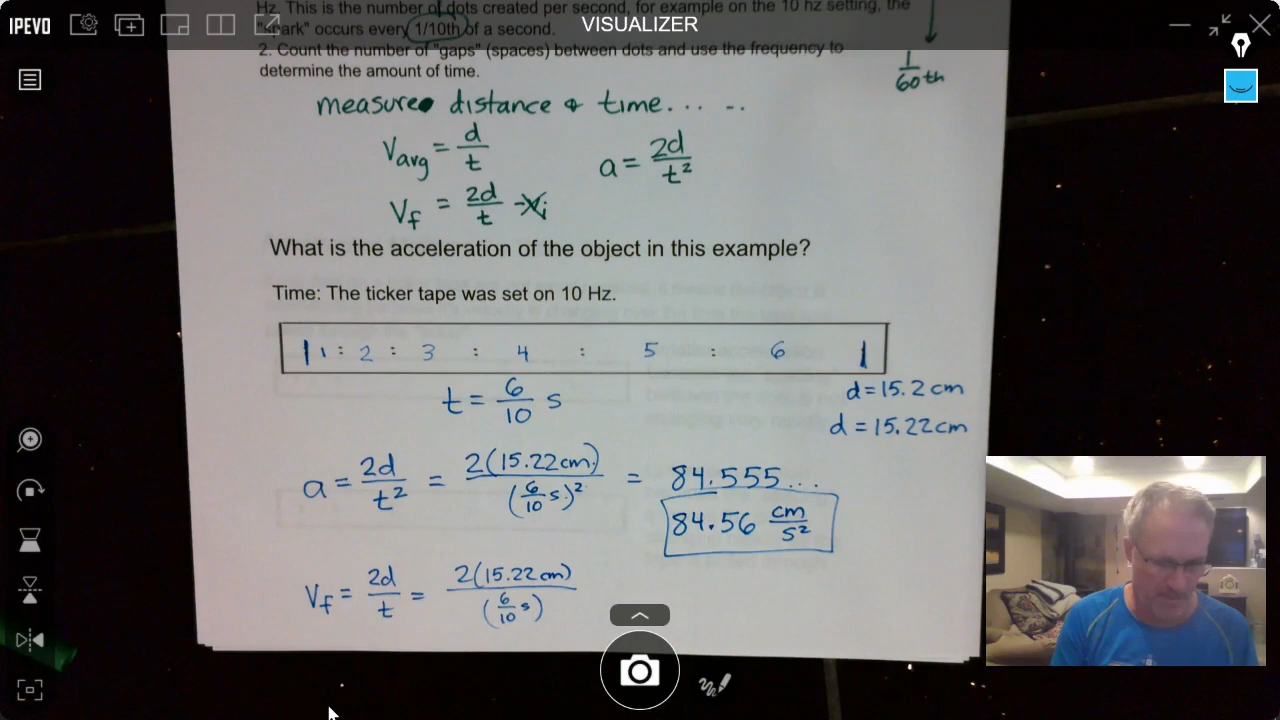 IPEVO
VISUALIZER
Hz. This is the number of dots created per second, for example on the 10 hz setting, the
"spark" occurs every 1/10th of a second.
2. Count the number of "gaps" (spaces) between dots and use the frequency to
determine the amount of time.
1/60 th
measure distance & time. . . . .
Vavg = d/t
a = 2d/t²
Vf = 2d/t - Vi
What is the acceleration of the object in this example?
Time: The ticker tape was set on 10 Hz.
1 : 2 : 3 : 4 : 5 : 6
t = 6/10 s
d = 15.2 cm
d = 15.22 cm
a = 2d/t² = 2(15.22 cm)/(6/10 s)² = 84.555...
84.56 cm/s²
Vf = 2d/t = 2(15.22 cm)/(6/10 s)